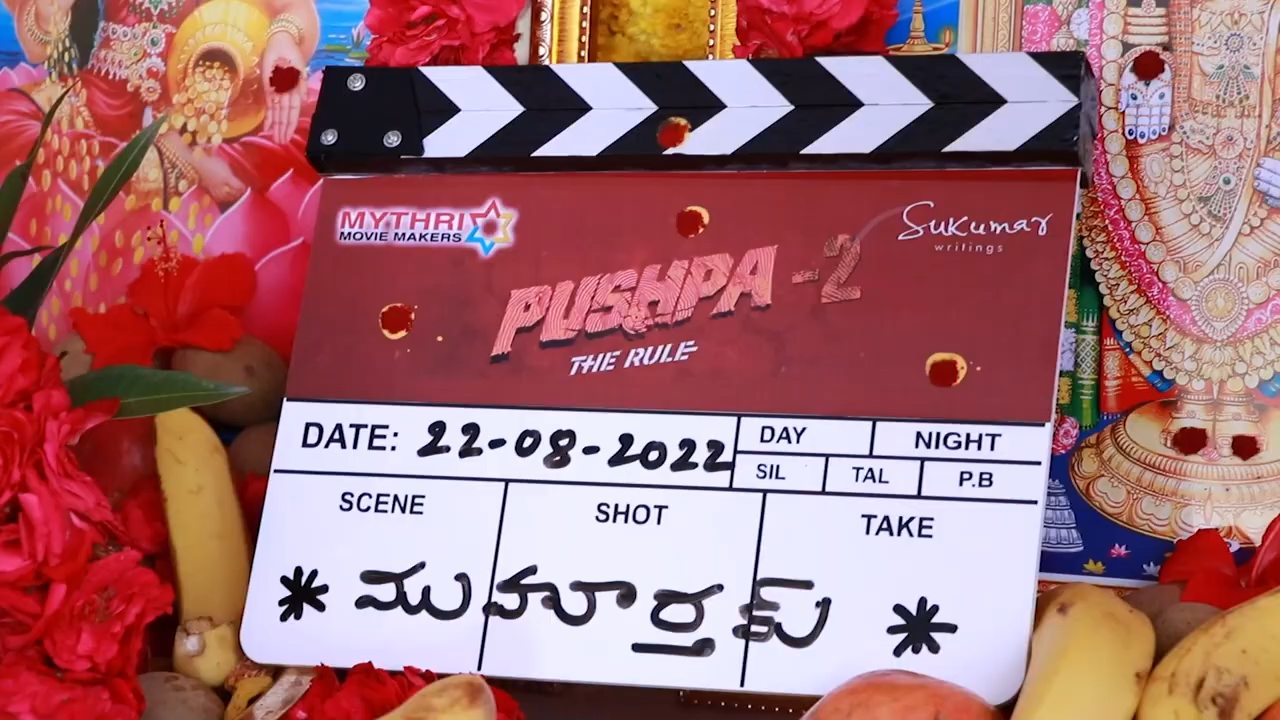 MYTHRI
MOVIE MAKERS
Sukumar
writings
PUSHPA -2
THE RULE
DATE: 22-08-2022
DAY NIGHT
SIL TAL P.B
SCENE SHOT TAKE
* ముహూర్తమ్ *